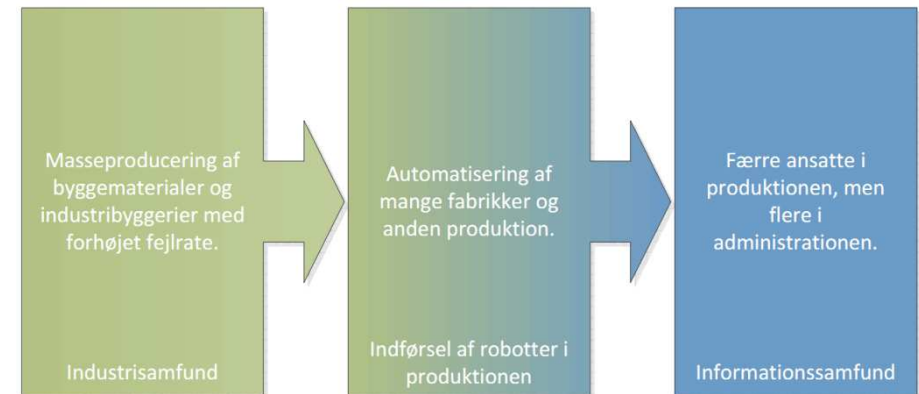 Masseproducering af
byggematerialer og
industribyggerier med
forhøjet fejlrate.
Industrisamfund
Automatisering af
mange fabrikker og
anden produktion.
Indførsel af robotter i
produktionen
Færre ansatte i
produktionen, men
flere i
administrationen.
Informationssamfund